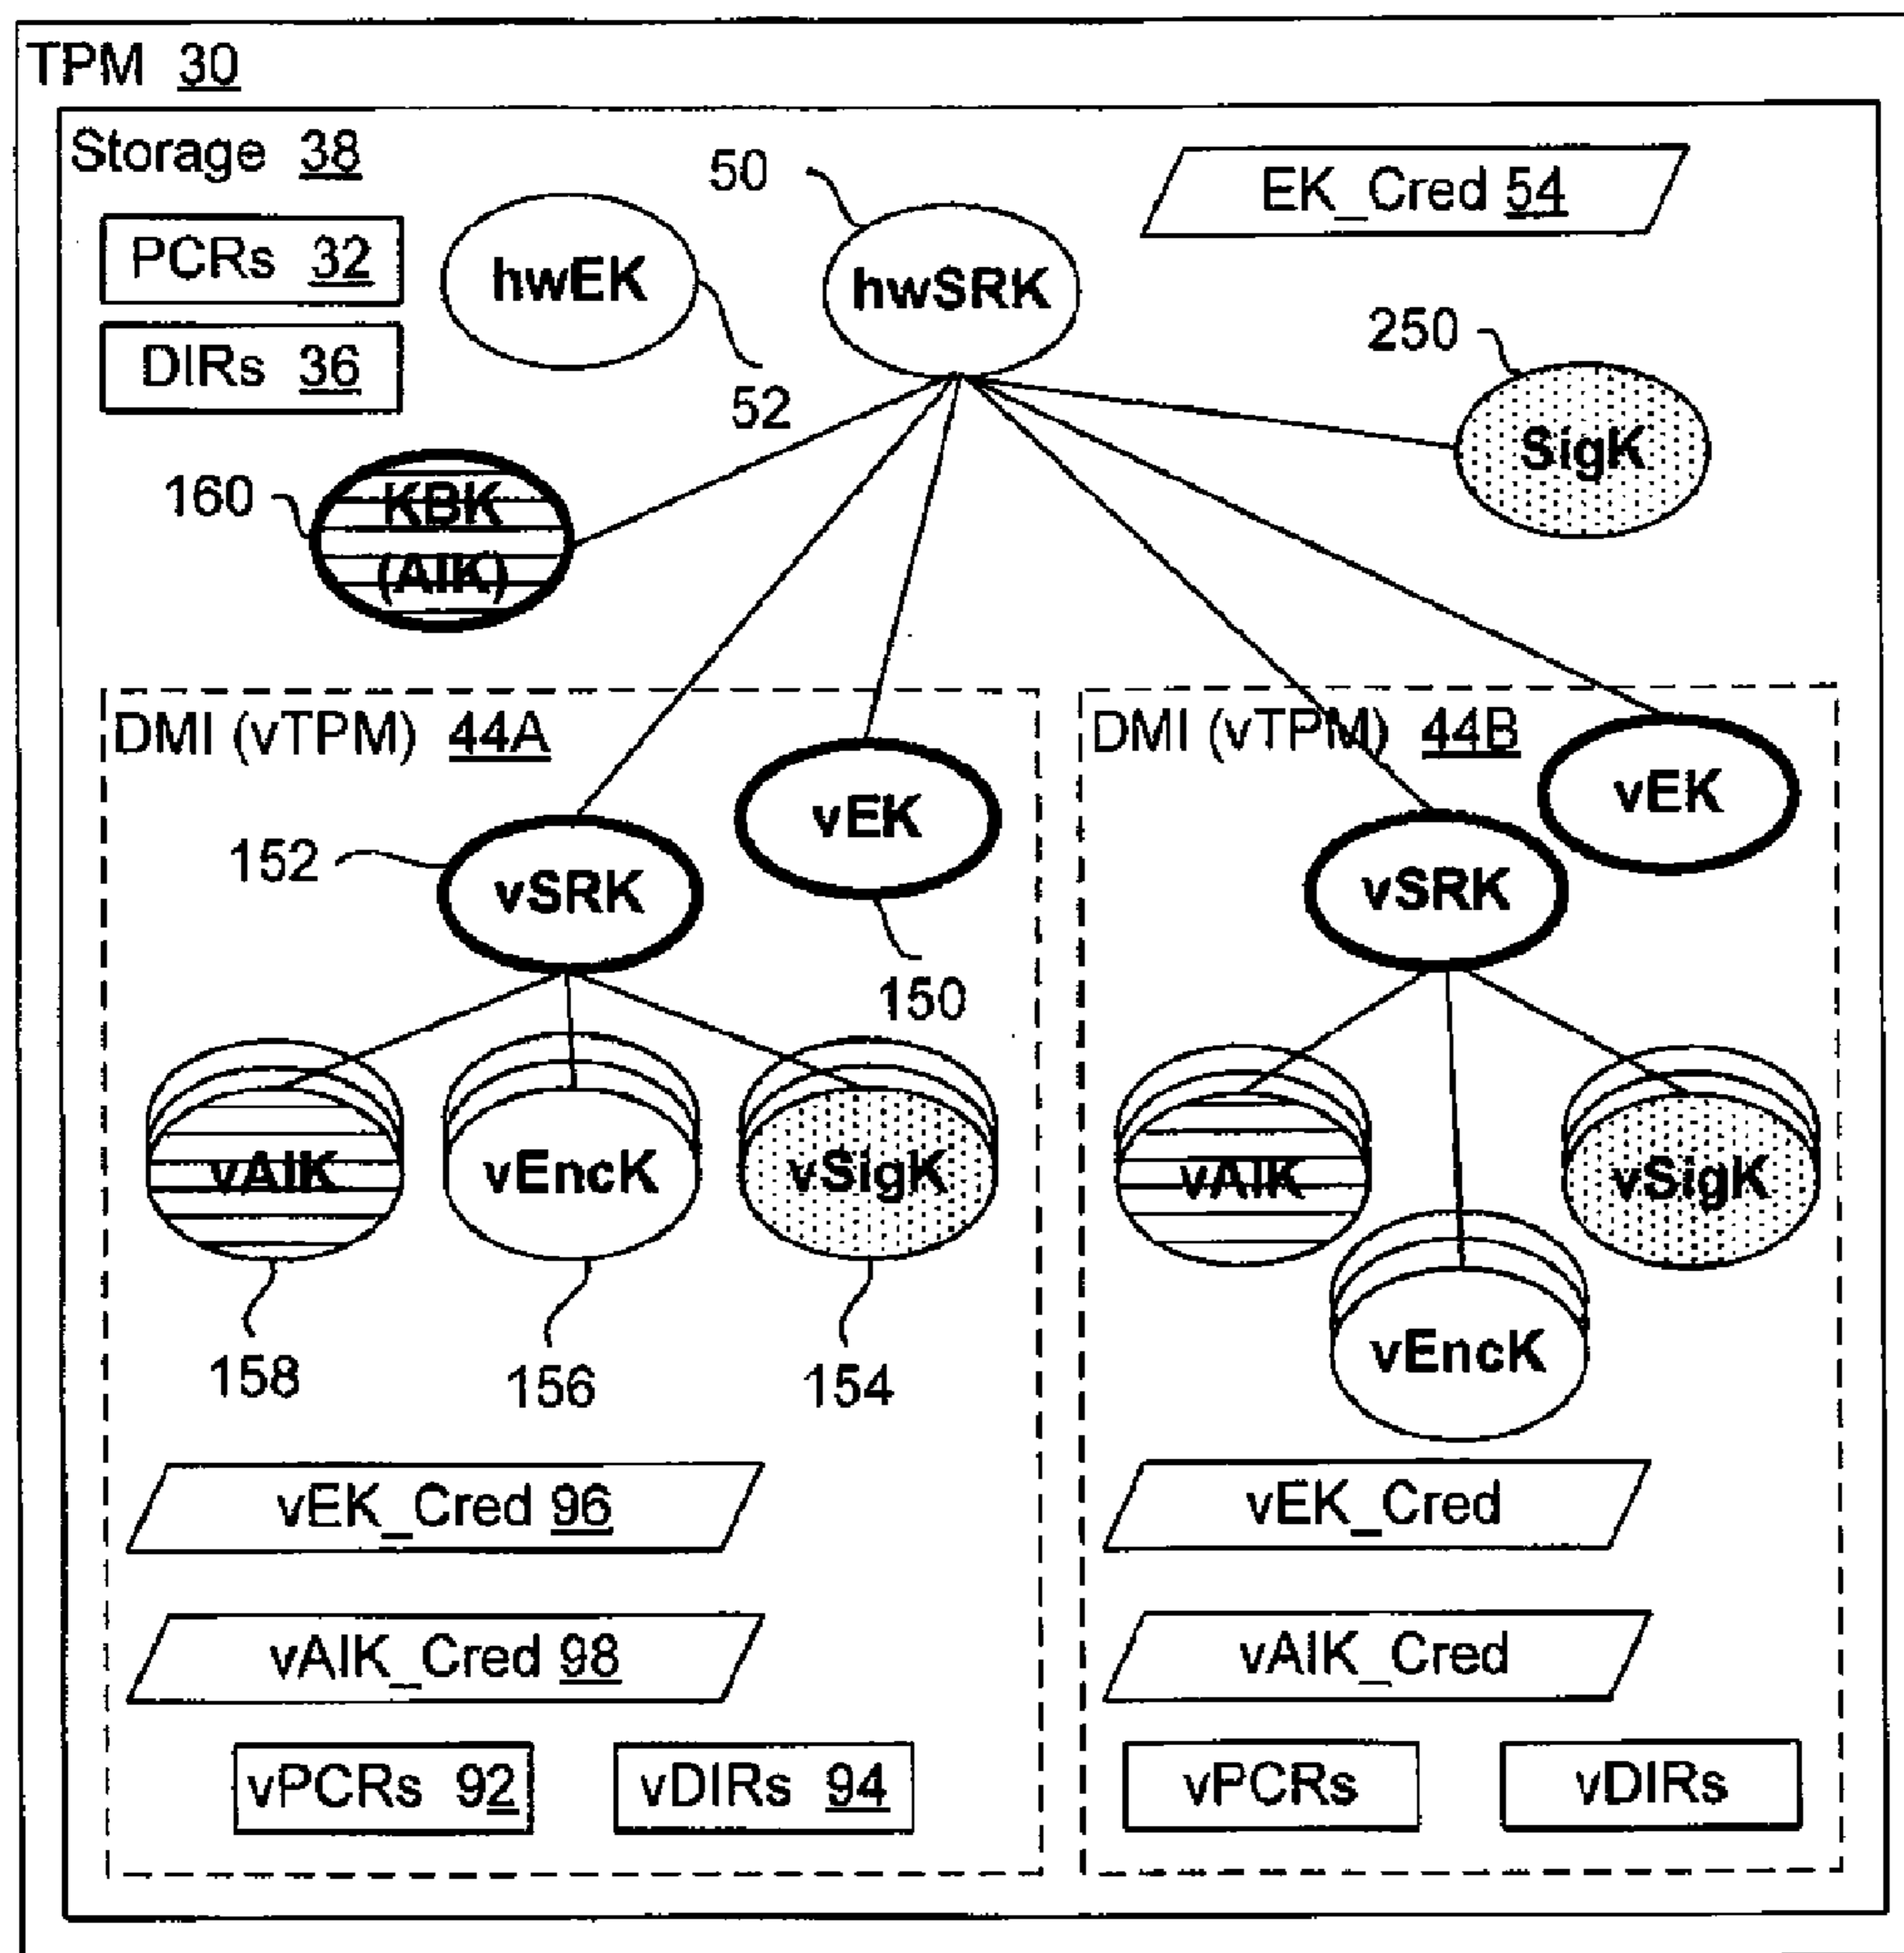 TPM 30
Storage 38
50
EK_Cred 54
PCRs 32
hwEK
hwSRK
250
DIRs 36
52
SigK
160
KBK
(AIK)
DMI (vTPM) 44A
DMI (vTPM) 44B
vEK
vEK
152
vSRK
vSRK
150
vAIK
vEncK
vSigK
vAIK
vSigK
vEncK
158
156
154
vEK_Cred 96
vEK_Cred
vAIK_Cred 98
vAIK_Cred
vPCRs 92
vDIRs 94
vPCRs
vDIRs